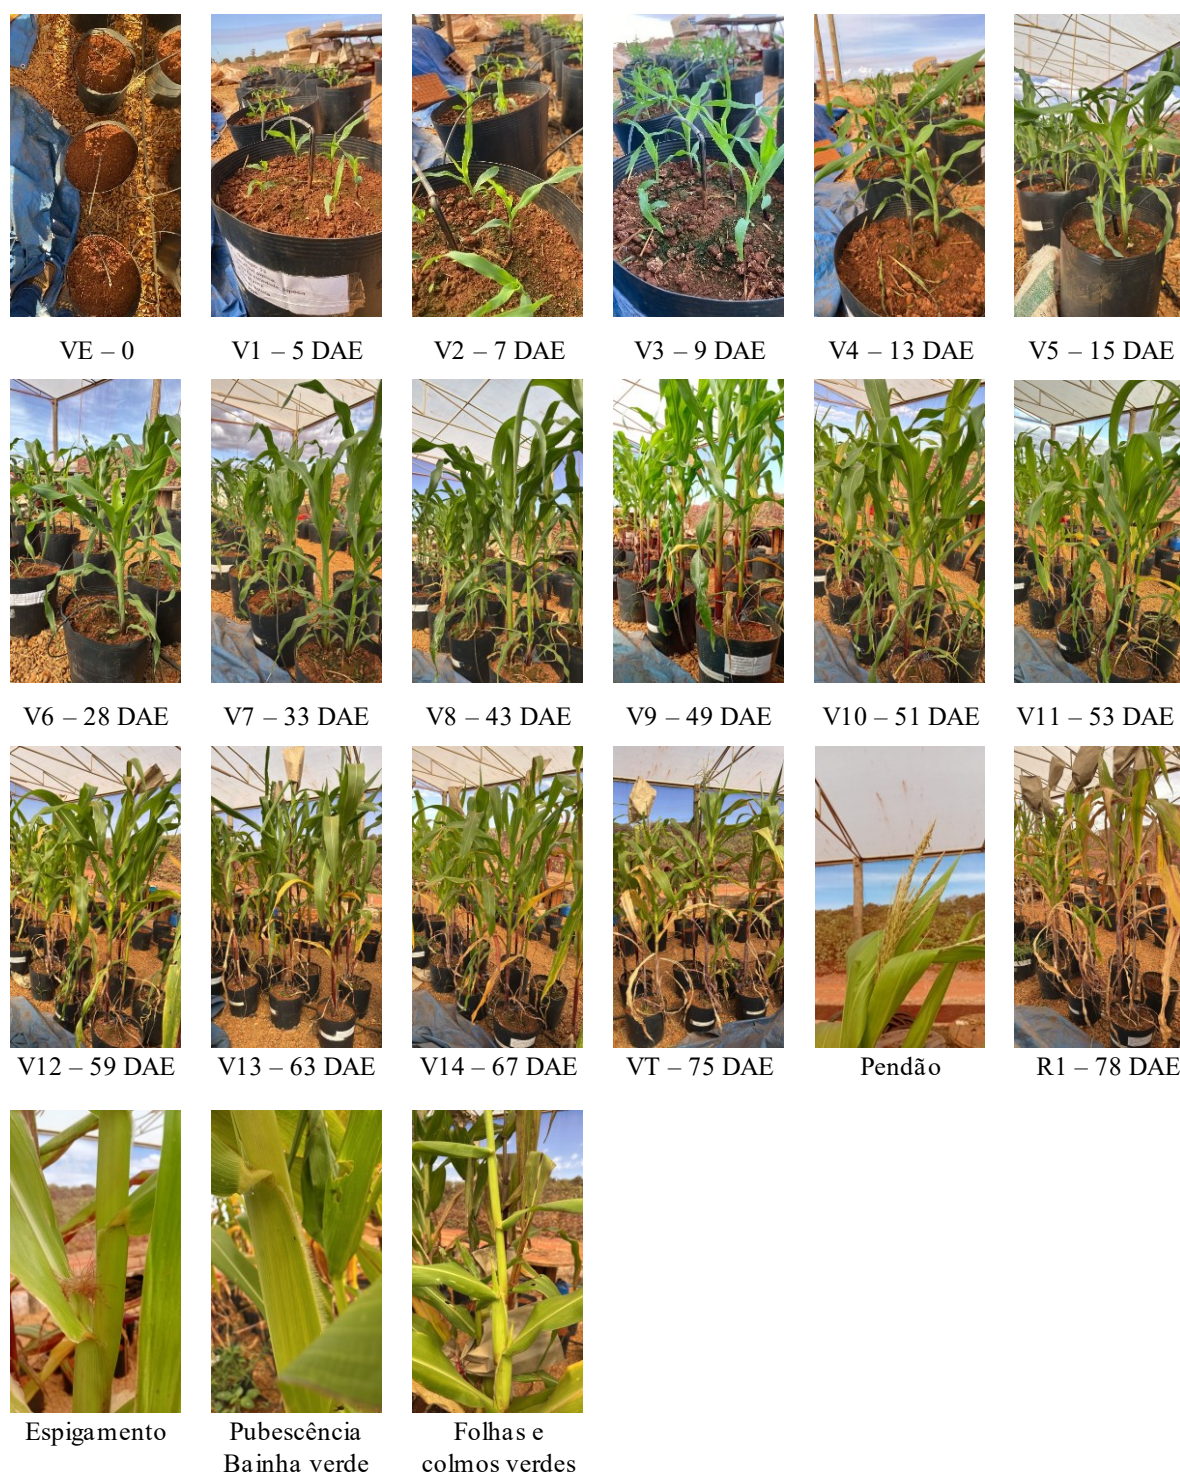 VE – 0
V1 – 5 DAE
V2 – 7 DAE
V3 – 9 DAE
V4 – 13 DAE
V5 – 15 DAE
V6 – 28 DAE
V7 – 33 DAE
V8 – 43 DAE
V9 – 49 DAE
V10 – 51 DAE
V11 – 53 DAE
V12 – 59 DAE
V13 – 63 DAE
V14 – 67 DAE
VT – 75 DAE
Pendão
R1 – 78 DAE
Espigamento
Pubescência
Bainha verde
Folhas e
colmos verdes